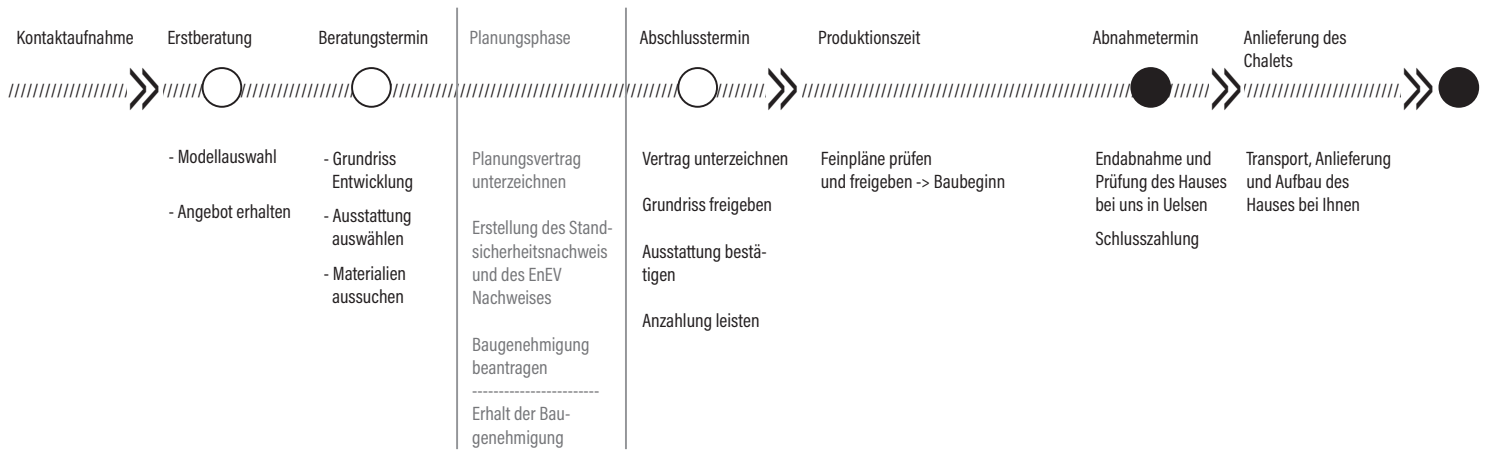 Kontaktaufnahme
Erstberatung
Beratungstermin
Planungsphase
Abschlusstermin
Produktionszeit
Abnahmetermin
Anlieferung des
Chalets
- Modellauswahl
- Angebot erhalten
- Grundriss
Entwicklung
- Ausstattung
auswählen
- Materialien
aussuchen
Planungsvertrag
unterzeichnen
Erstellung des Stand-
sicherheitsnachweis
und des EnEV
Nachweises
Baugenehmigung
beantragen
------------------------
Erhalt der Bau-
genehmigung
Vertrag unterzeichnen
Grundriss freigeben
Ausstattung bestä-
tigen
Anzahlung leisten
Feinpläne prüfen
und freigeben -> Baubeginn
Endabnahme und
Prüfung des Hauses
bei uns in Uelsen
Schlusszahlung
Transport, Anlieferung
und Aufbau des
Hauses bei Ihnen